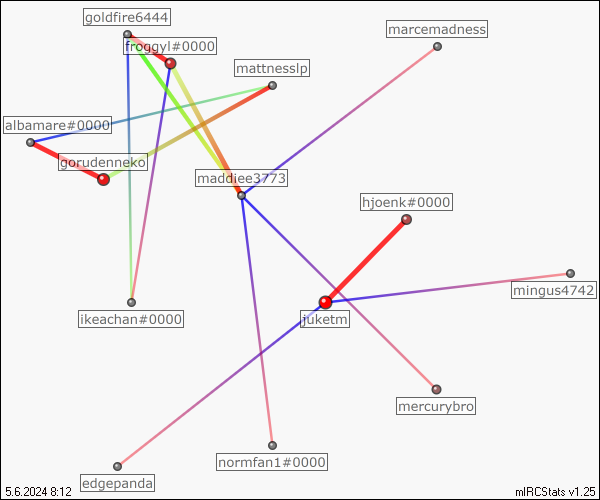 goldfire6444
marcemadness
froggyl#0000
mattnesslp
albamare#0000
gorudenneko
maddiee3773
hjoenk#0000
mingus4742
ikeachan#0000
juketm
mercurybro
normfan1#0000
edgepanda
5.6.2024 8:12
mIRCStats v1.25